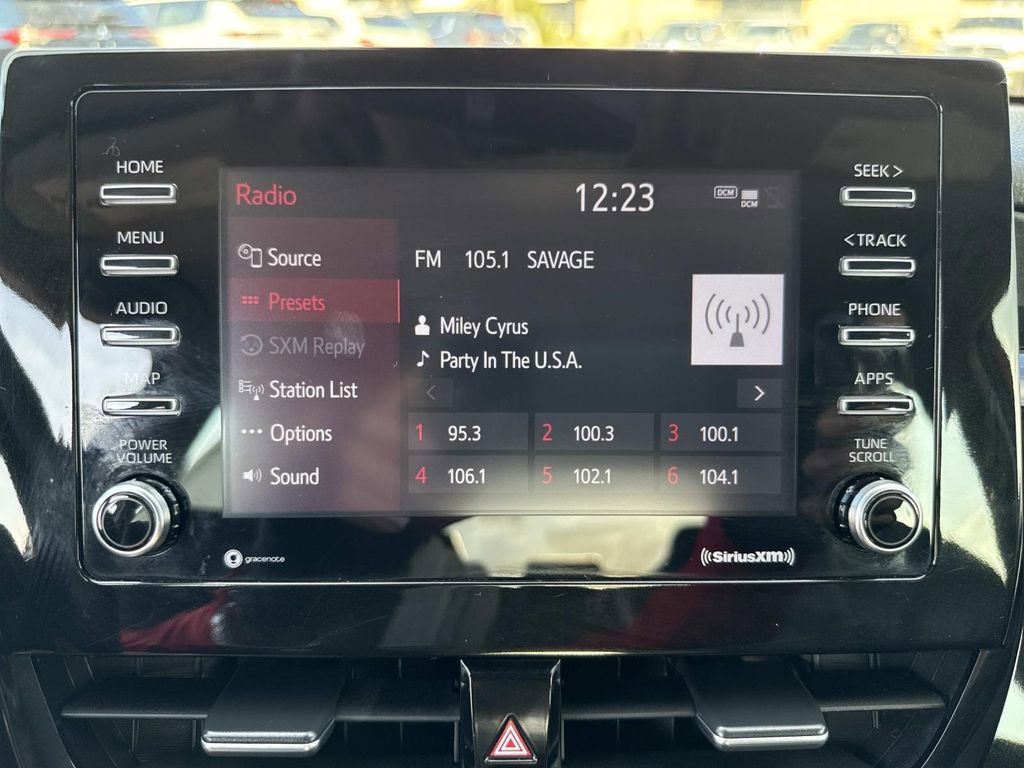 HOME
MENU
AUDIO
MAP
POWER
VOLUME
Radio
12:23
DCM
DCM
Source
Presets
SXM Replay
Station List
Options
Sound
FM 105.1 SAVAGE
Miley Cyrus
Party In The U.S.A.
< >
1 95.3 2 100.3 3 100.1
4 106.1 5 102.1 6 104.1
SEEK >
< TRACK
PHONE
APPS
TUNE
SCROLL
gracenote
((SiriusXM))